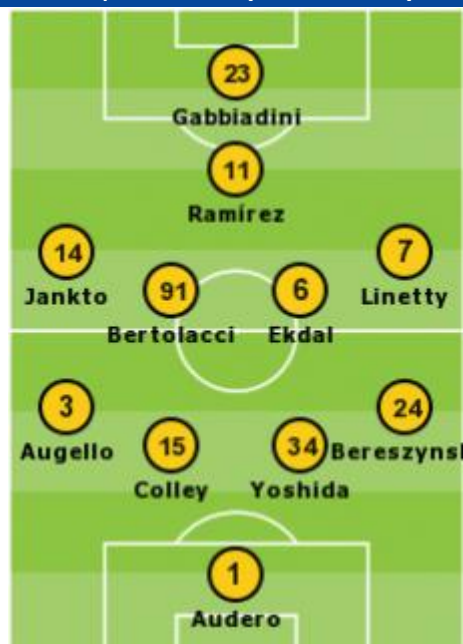 23
Gabbiadini
11
Ramírez
14
Jankto
7
Linetty
91
Bertolacci
6
Ekdal
3
Augello
24
15
Colley
34
Yoshida
1
Audero